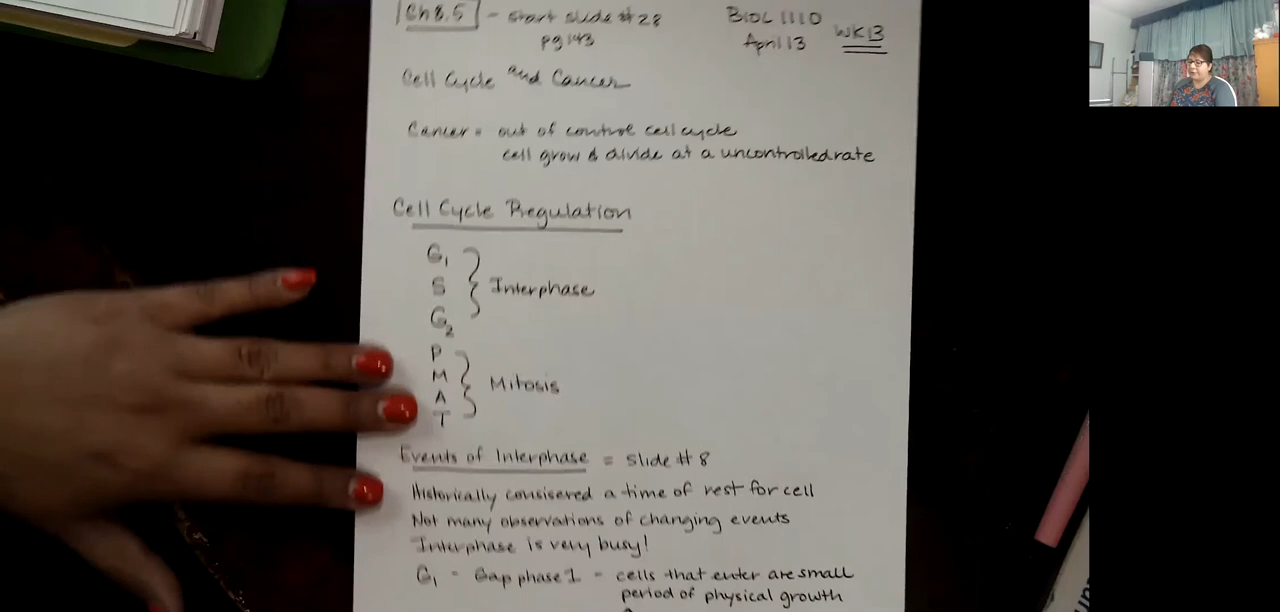 Ch 8.5 - start slide # 28
pg 143
BIOL 1110
April 13 WK13
Cell Cycle and Cancer
Cancer = out of control cell cycle
cell grow & divide at a uncontrolled rate
Cell Cycle Regulation
G1
S
G2
Interphase
P
M
A
T
Mitosis
Events of Interphase = slide # 8
Historically consisered a time of rest for cell
Not many observations of changing events
Interphase is very busy!
G1 - Gap phase 1 - cells that enter are small
period of physical growth